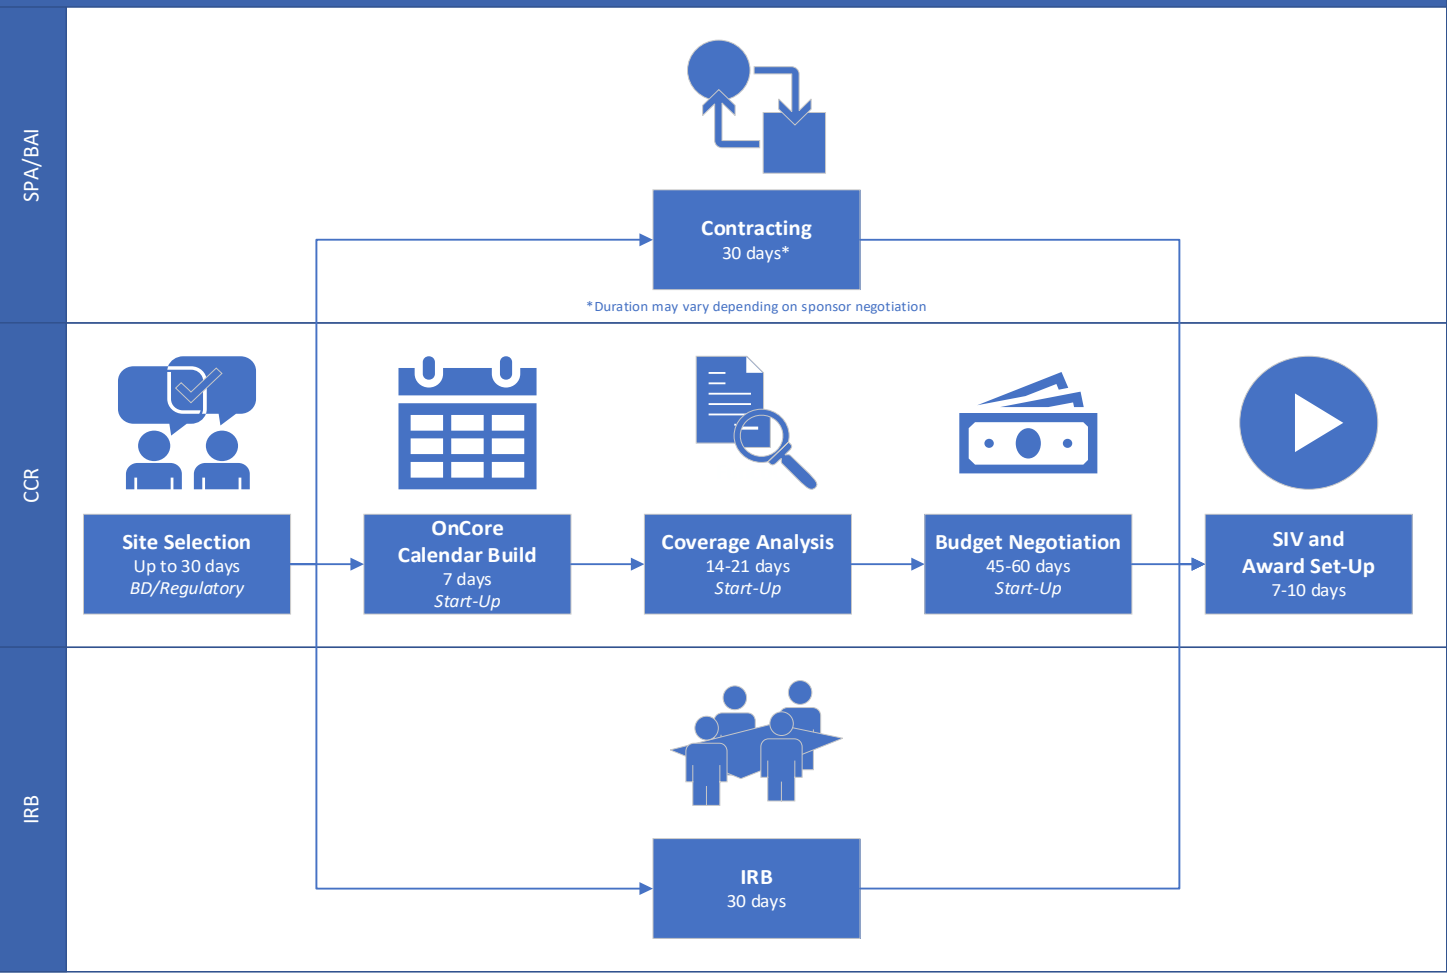 SPA/BAI
Contracting
30 days*
*Duration may vary depending on sponsor negotiation
CCR
Site Selection
Up to 30 days
BD/Regulatory
OnCore
Calendar Build
7 days
Start-Up
Coverage Analysis
14-21 days
Start-Up
Budget Negotiation
45-60 days
Start-Up
SIV and
Award Set-Up
7-10 days
IRB
IRB
30 days